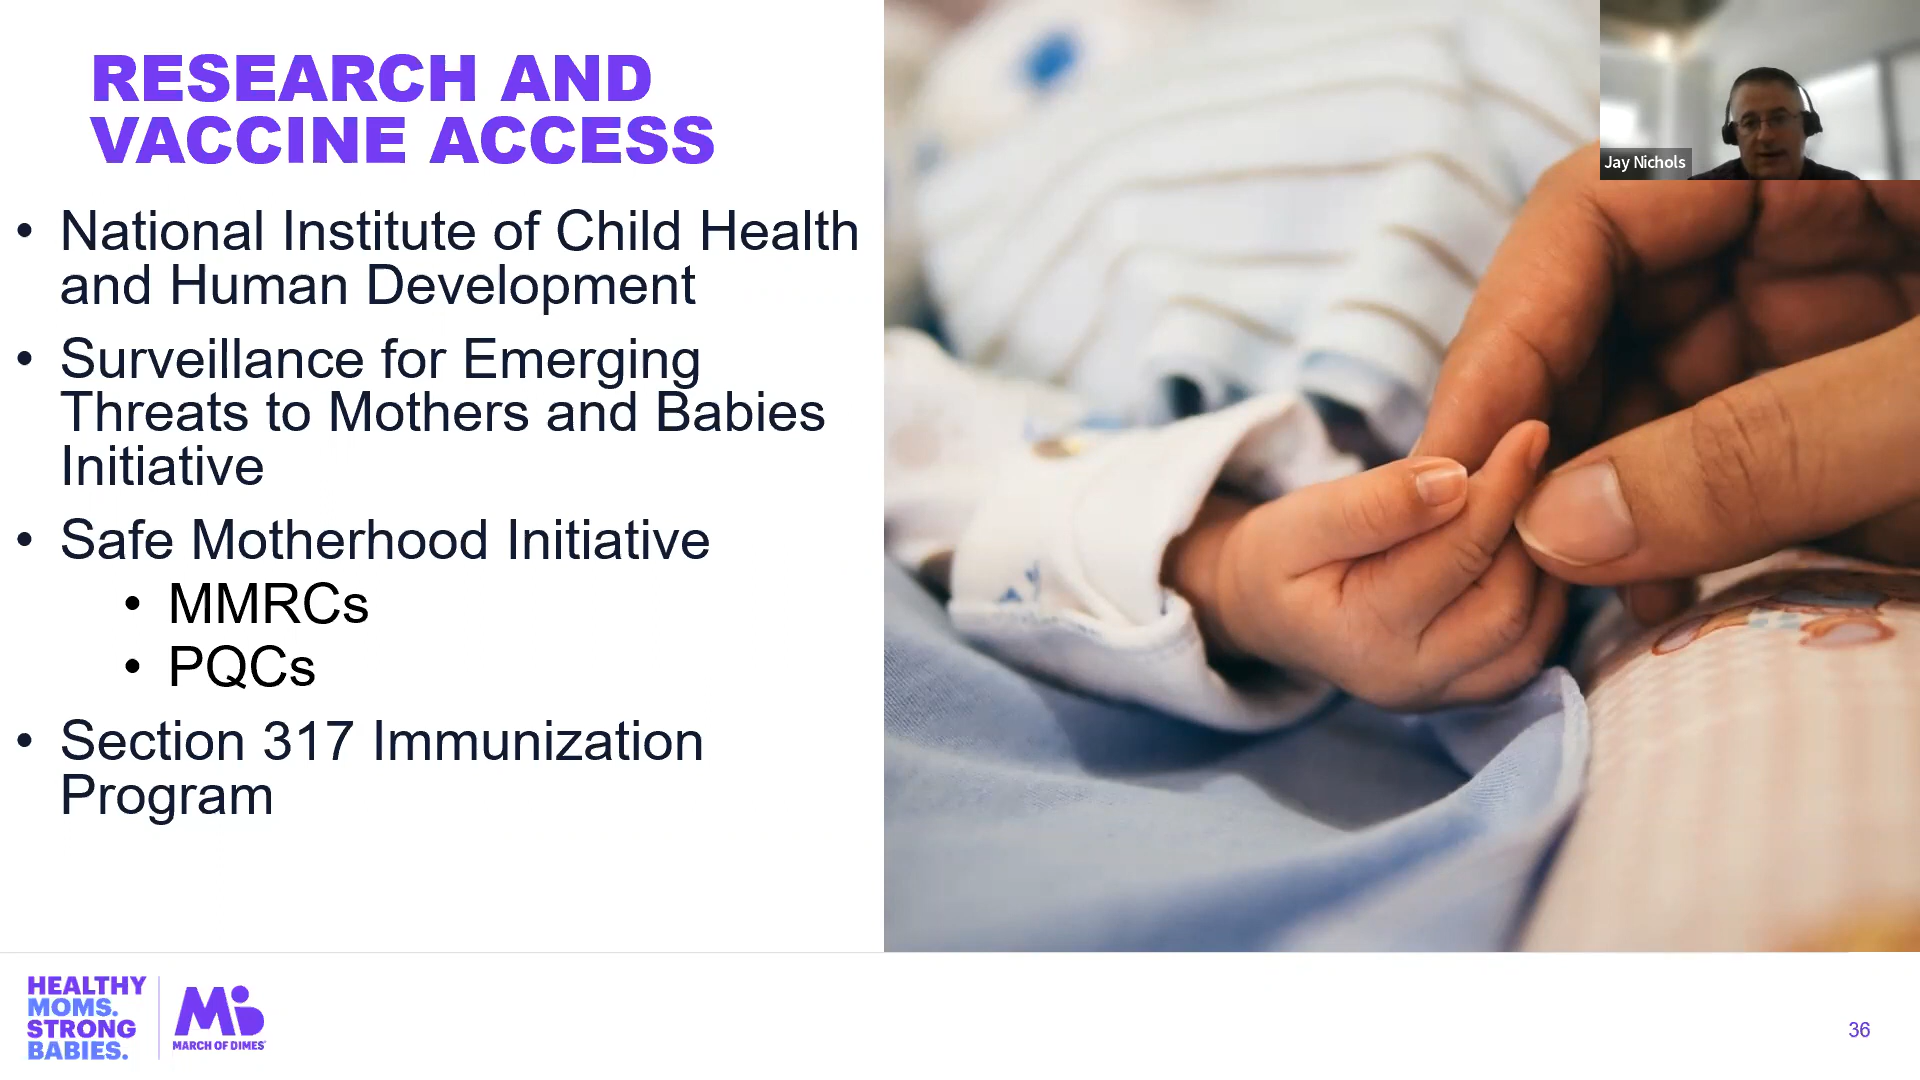 RESEARCH AND
VACCINE ACCESS
• National Institute of Child Health
and Human Development
• Surveillance for Emerging
Threats to Mothers and Babies
Initiative
• Safe Motherhood Initiative
• MMRCs
• PQCs
• Section 317 Immunization
Program
Jay Nichols
HEALTHY
MOMS.
STRONG
BABIES.
MARCH OF DIMES
36